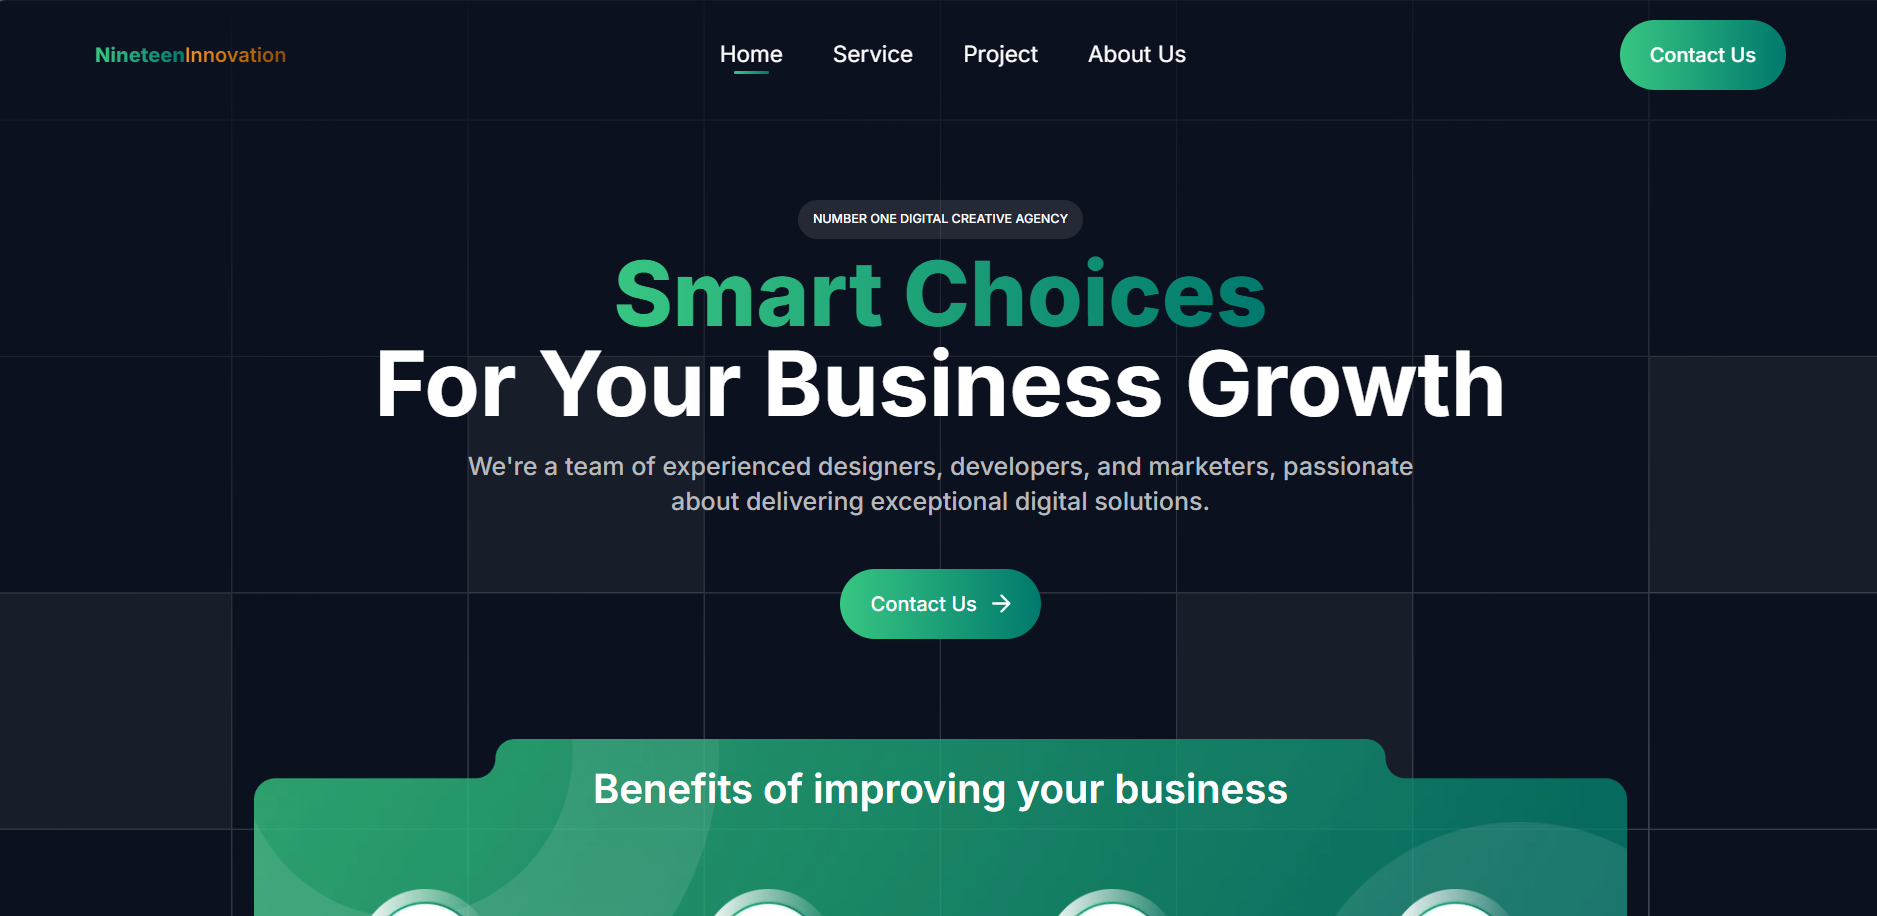 NineteenInnovation
Home
Service
Project
About Us
Contact Us
NUMBER ONE DIGITAL CREATIVE AGENCY
Smart Choices
For Your Business Growth
We're a team of experienced designers, developers, and marketers, passionate
about delivering exceptional digital solutions.
Contact Us
Benefits of improving your business